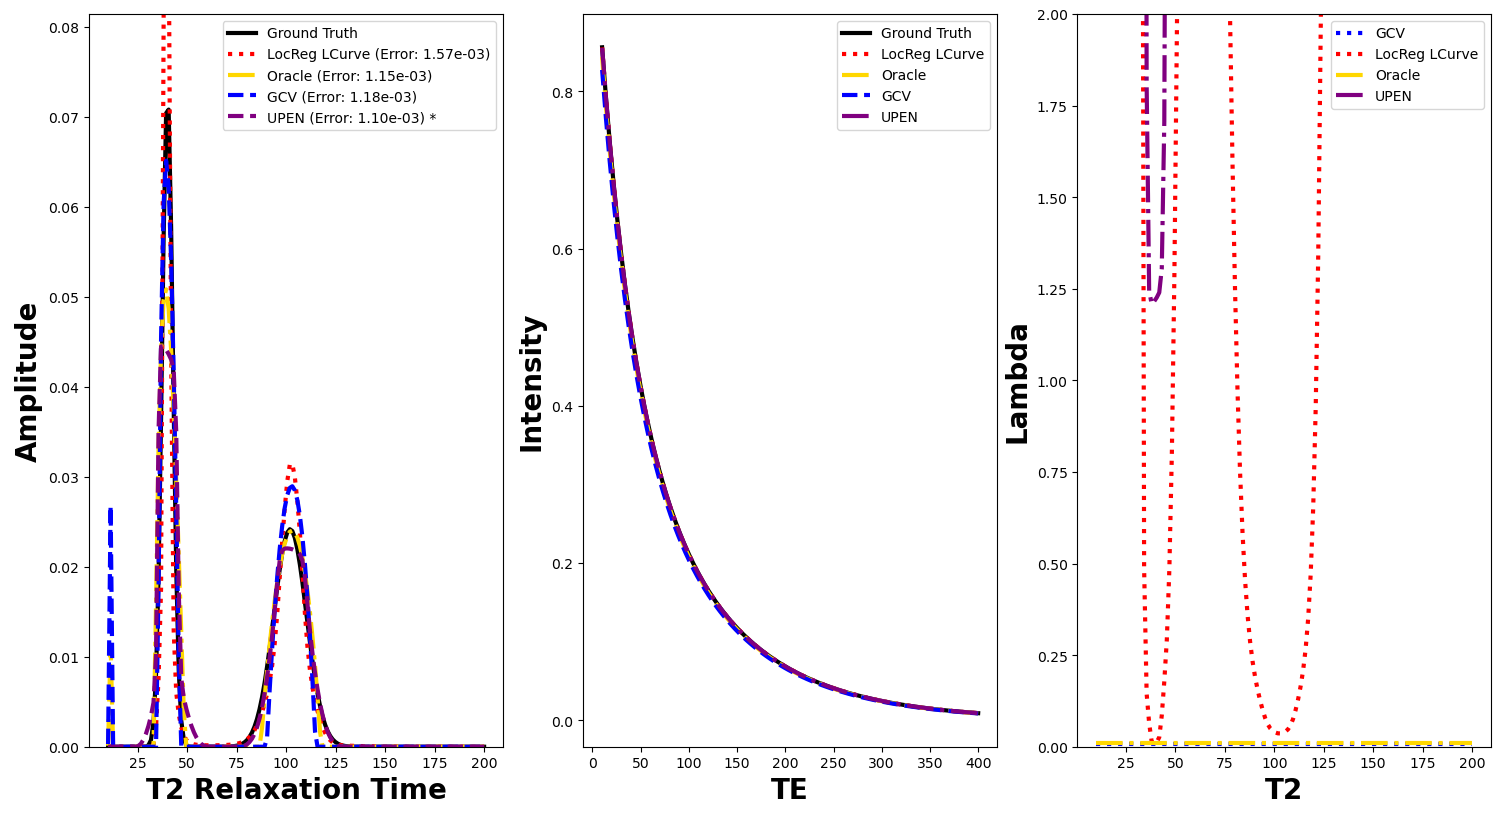 Amplitude
0.08
0.07
0.06
0.05
0.04
0.03
0.02
0.01
0.00
25 50 75 100 125 150 175 200
T2 Relaxation Time
Ground Truth
LocReg LCurve (Error: 1.57e-03)
Oracle (Error: 1.15e-03)
GCV (Error: 1.18e-03)
UPEN (Error: 1.10e-03) *
Intensity
0.8
0.6
0.4
0.2
0.0
0 50 100 150 200 250 300 350 400
TE
Ground Truth
LocReg LCurve
Oracle
GCV
UPEN
Lambda
2.00
1.75
1.50
1.25
1.00
0.75
0.50
0.25
0.00
25 50 75 100 125 150 175 200
T2
GCV
LocReg LCurve
Oracle
UPEN